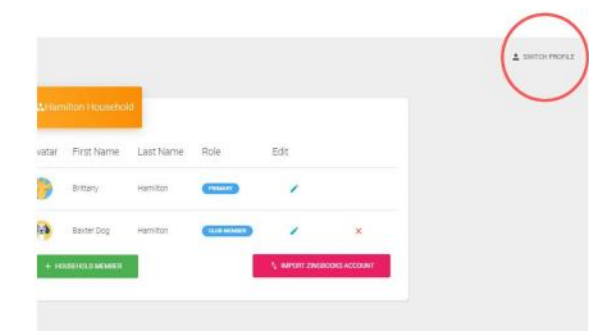 SWITCH PROFILE
Hamilton Household
vatar First Name Last Name Role Edit
Brittany Hamilton PRIMARY
Baxter Dog Hamilton CLUB MEMBER
+ HOUSEHOLD MEMBER
IMPORT ZINGBOOKS ACCOUNT